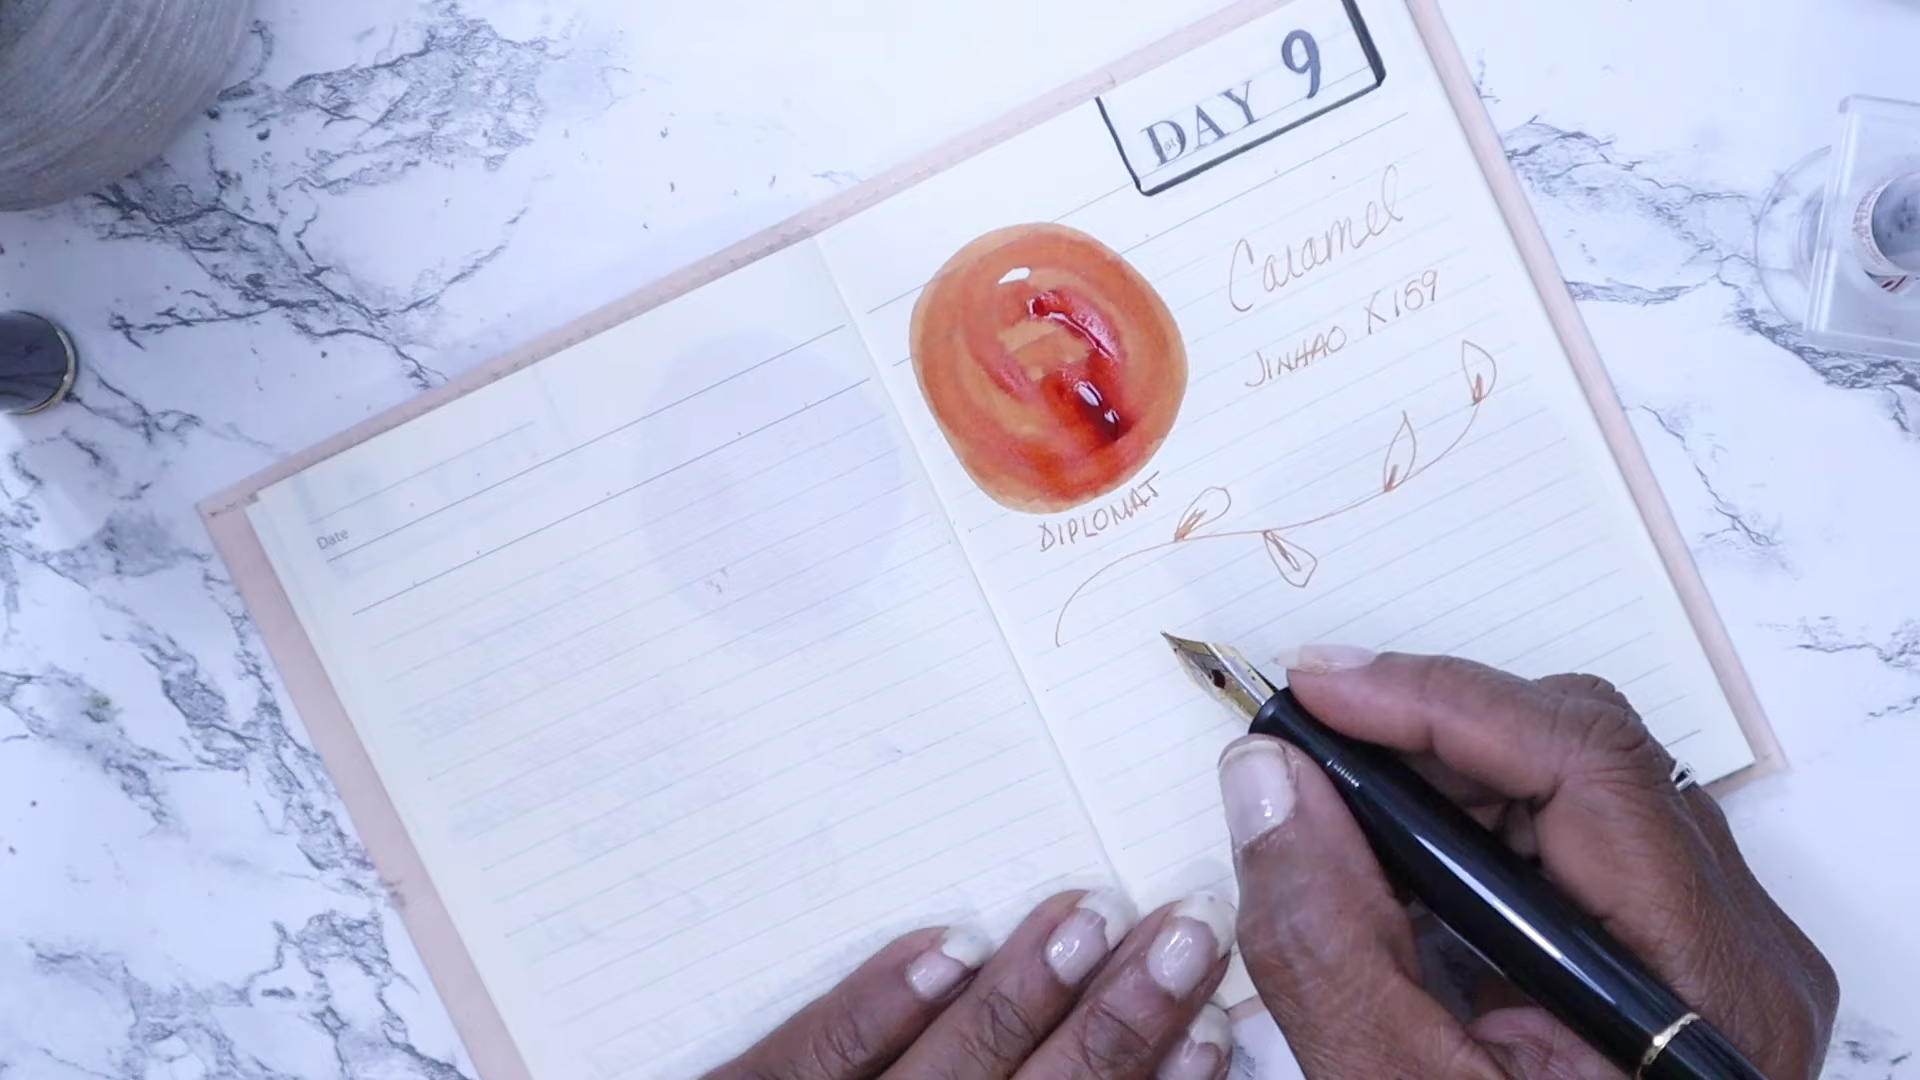 Date
DAY 9
Caramel
JINHAO X159
DIPLOMAT